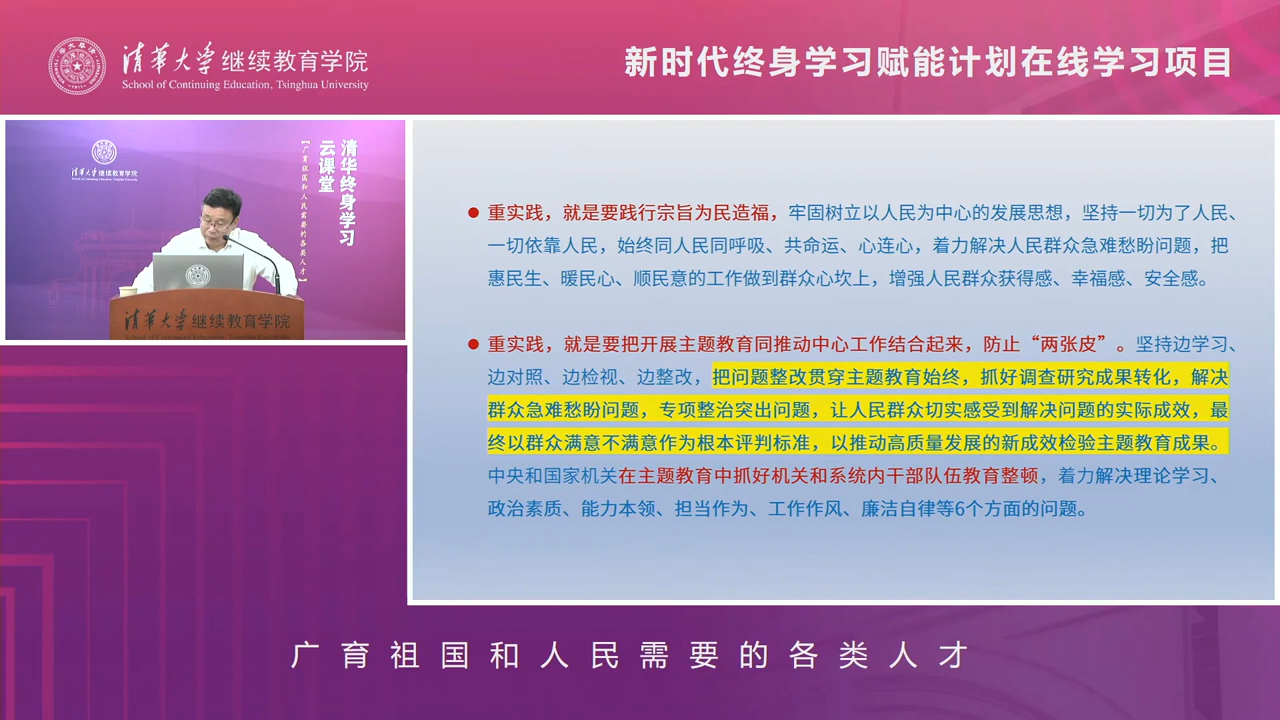 清华大学继续教育学院
School of Continuing Education, Tsinghua University
新时代终身学习赋能计划在线学习项目
清华大学继续教育学院
清华终身学习
云课堂
【广育祖国和人民需要的各类人才】
清华大学继续教育学院
重实践，就是要践行宗旨为民造福，牢固树立以人民为中心的发展思想，坚持一切为了人民、
一切依靠人民，始终同人民同呼吸、共命运、心连心，着力解决人民群众急难愁盼问题，把
惠民生、暖民心、顺民意的工作做到群众心坎上，增强人民群众获得感、幸福感、安全感。
重实践，就是要把开展主题教育同推动中心工作结合起来，防止“两张皮”。坚持边学习、
边对照、边检视、边整改，把问题整改贯穿主题教育始终，抓好调查研究成果转化，解决
群众急难愁盼问题，专项整治突出问题，让人民群众切实感受到解决问题的实际成效，最
终以群众满意不满意作为根本评判标准，以推动高质量发展的新成效检验主题教育成果。
中央和国家机关在主题教育中抓好机关和系统内干部队伍教育整顿，着力解决理论学习、
政治素质、能力本领、担当作为、工作作风、廉洁自律等6个方面的问题。
广育祖国和人民需要的各类人才